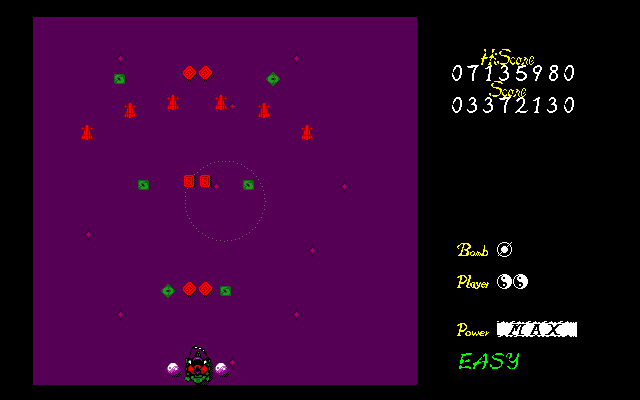 HiScore
07135980
Score
03372130
Bomb
Player
Power MAX
EASY